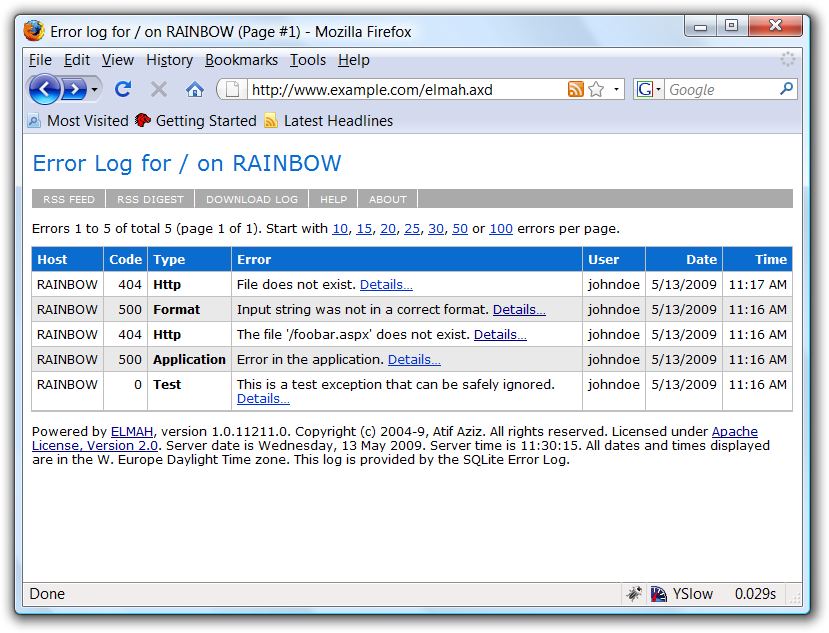 Error log for / on RAINBOW (Page #1) - Mozilla Firefox
File Edit View History Bookmarks Tools Help
http://www.example.com/elmah.axd G Google
Most Visited Getting Started Latest Headlines
Error Log for / on RAINBOW
RSS FEED RSS DIGEST DOWNLOAD LOG HELP ABOUT
Errors 1 to 5 of total 5 (page 1 of 1). Start with 10, 15, 20, 25, 30, 50 or 100 errors per page.
Host Code Type Error User Date Time
RAINBOW 404 Http File does not exist. Details... johndoe 5/13/2009 11:17 AM
RAINBOW 500 Format Input string was not in a correct format. Details... johndoe 5/13/2009 11:16 AM
RAINBOW 404 Http The file '/foobar.aspx' does not exist. Details... johndoe 5/13/2009 11:16 AM
RAINBOW 500 Application Error in the application. Details... johndoe 5/13/2009 11:16 AM
RAINBOW 0 Test This is a test exception that can be safely ignored. johndoe 5/13/2009 11:16 AM
Details...
Powered by ELMAH, version 1.0.11211.0. Copyright (c) 2004-9, Atif Aziz. All rights reserved. Licensed under Apache
License, Version 2.0. Server date is Wednesday, 13 May 2009. Server time is 11:30:15. All dates and times displayed
are in the W. Europe Daylight Time zone. This log is provided by the SQLite Error Log.
Done YSlow 0.029s